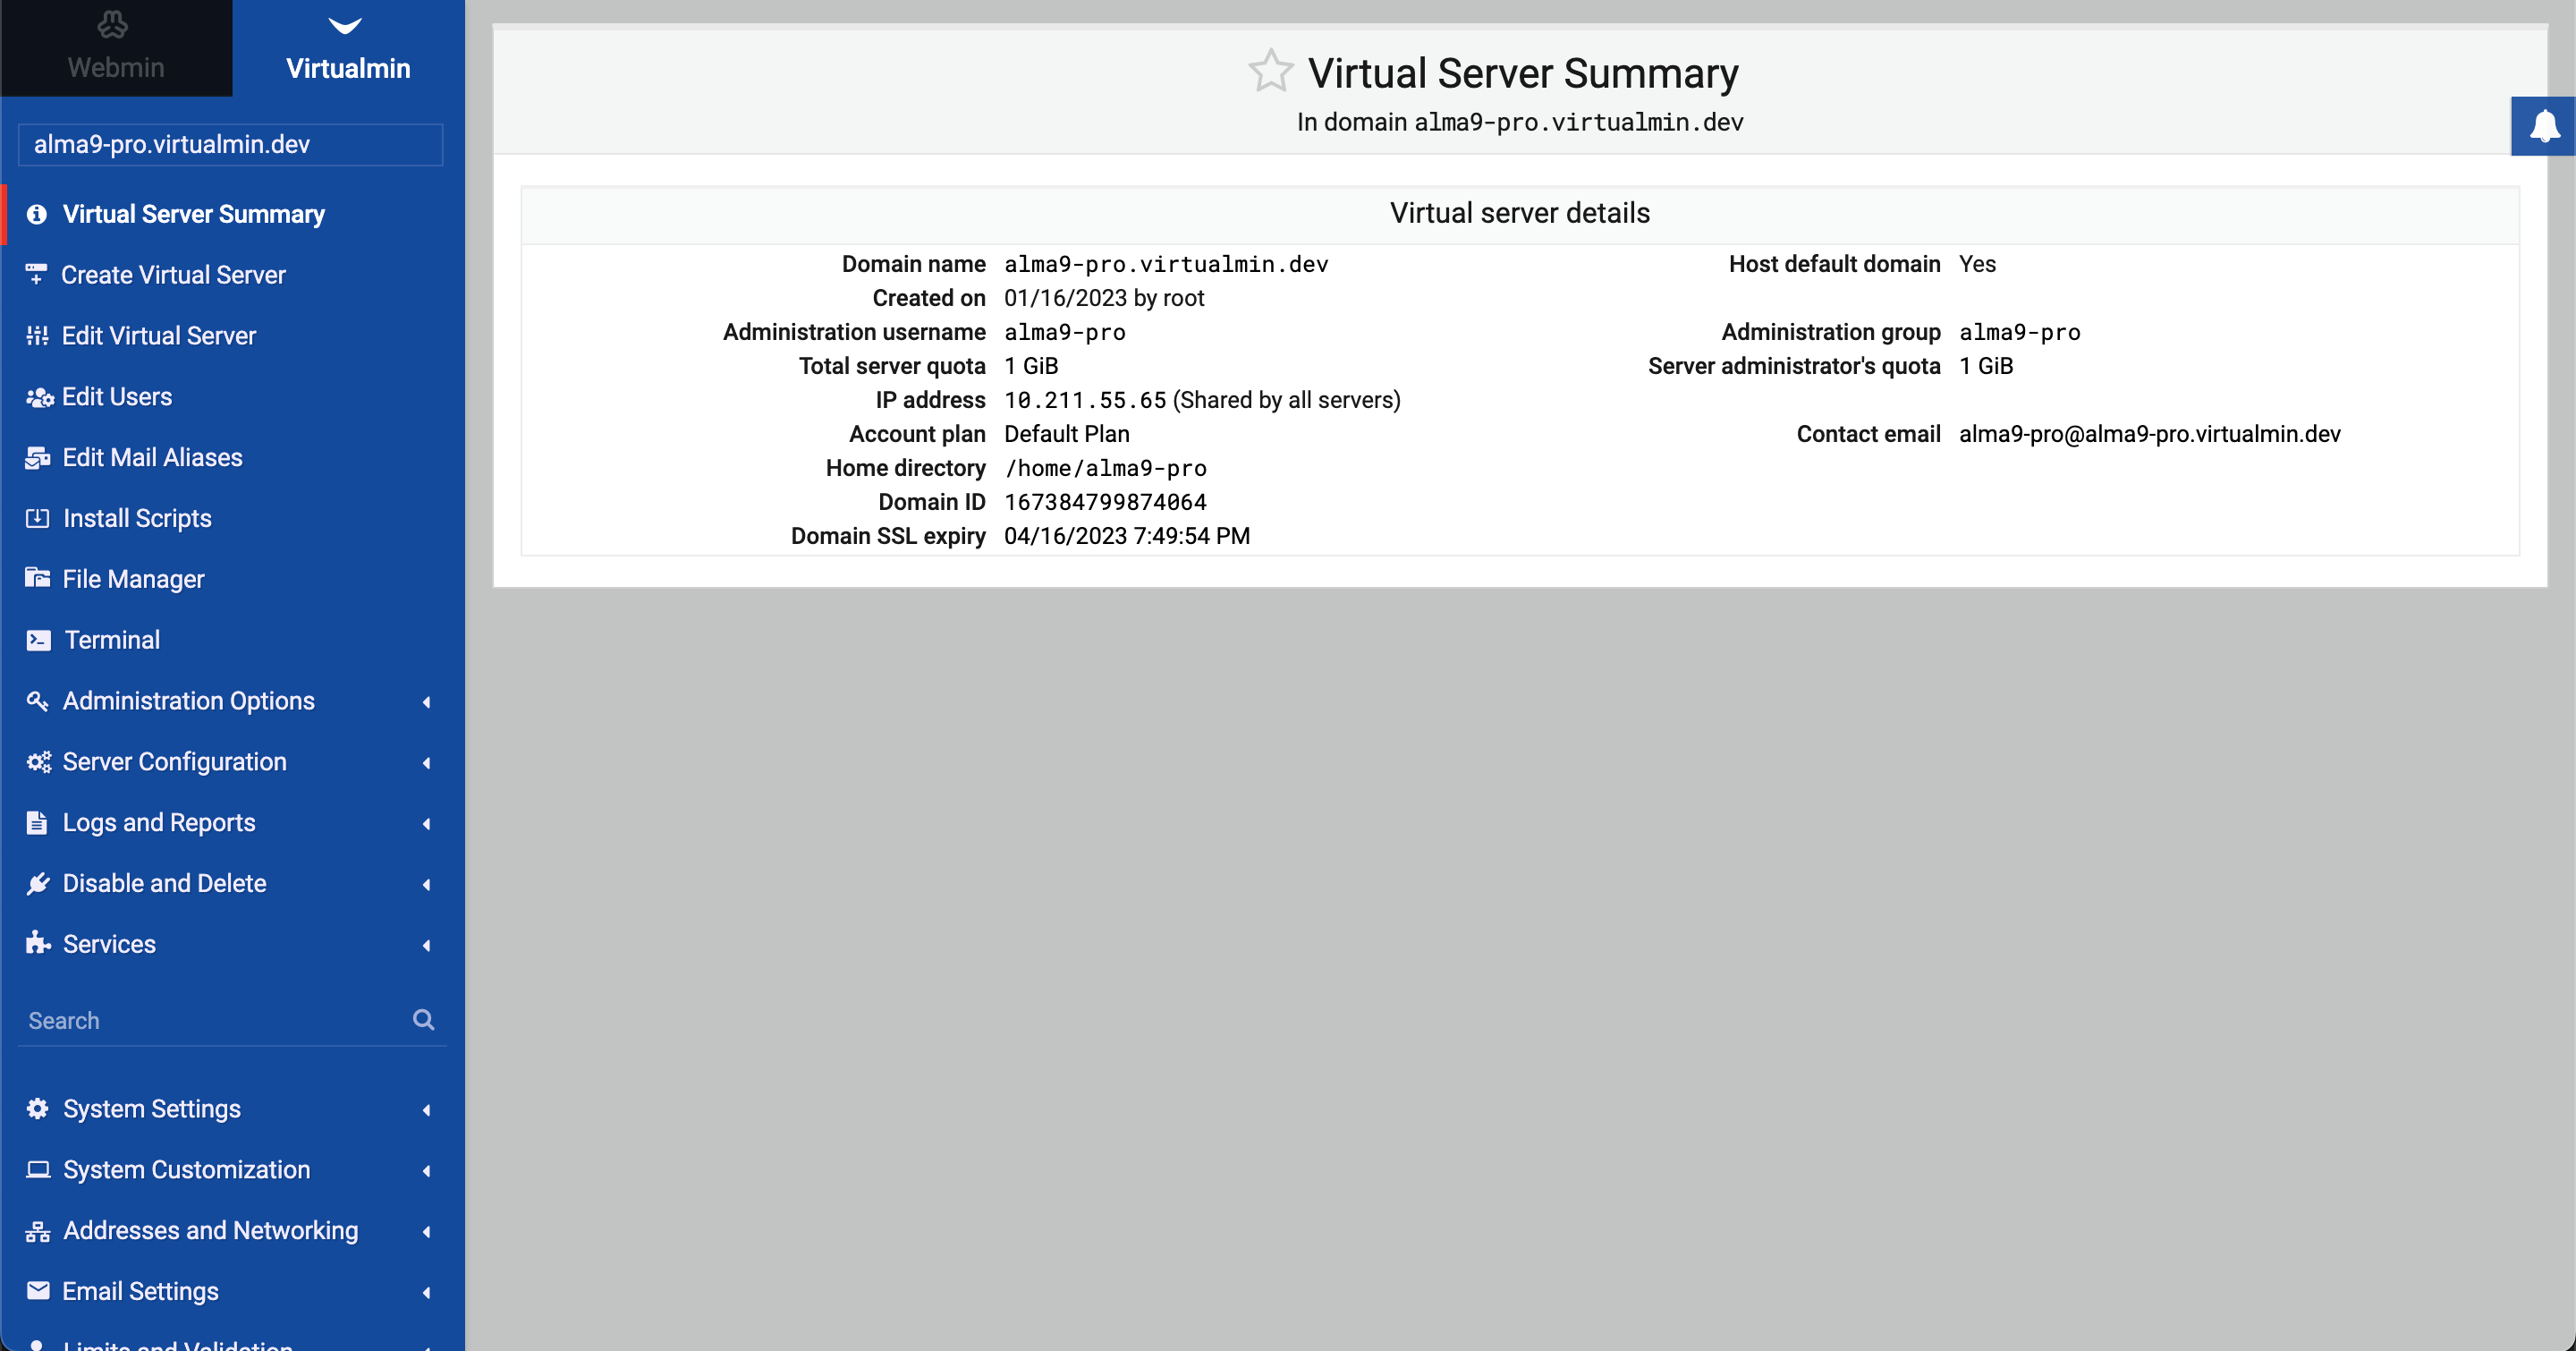 Webmin
Virtualmin
alma9-pro.virtualmin.dev
Virtual Server Summary
Create Virtual Server
Edit Virtual Server
Edit Users
Edit Mail Aliases
Install Scripts
File Manager
Terminal
Administration Options
Server Configuration
Logs and Reports
Disable and Delete
Services
Search
System Settings
System Customization
Addresses and Networking
Email Settings
Limits and Validation
Virtual Server Summary
In domain alma9-pro.virtualmin.dev
Virtual server details
Domain name alma9-pro.virtualmin.dev Host default domain Yes
Created on 01/16/2023 by root
Administration username alma9-pro Administration group alma9-pro
Total server quota 1 GiB Server administrator's quota 1 GiB
IP address 10.211.55.65 (Shared by all servers)
Account plan Default Plan Contact email alma9-pro@alma9-pro.virtualmin.dev
Home directory /home/alma9-pro
Domain ID 167384799874064
Domain SSL expiry 04/16/2023 7:49:54 PM